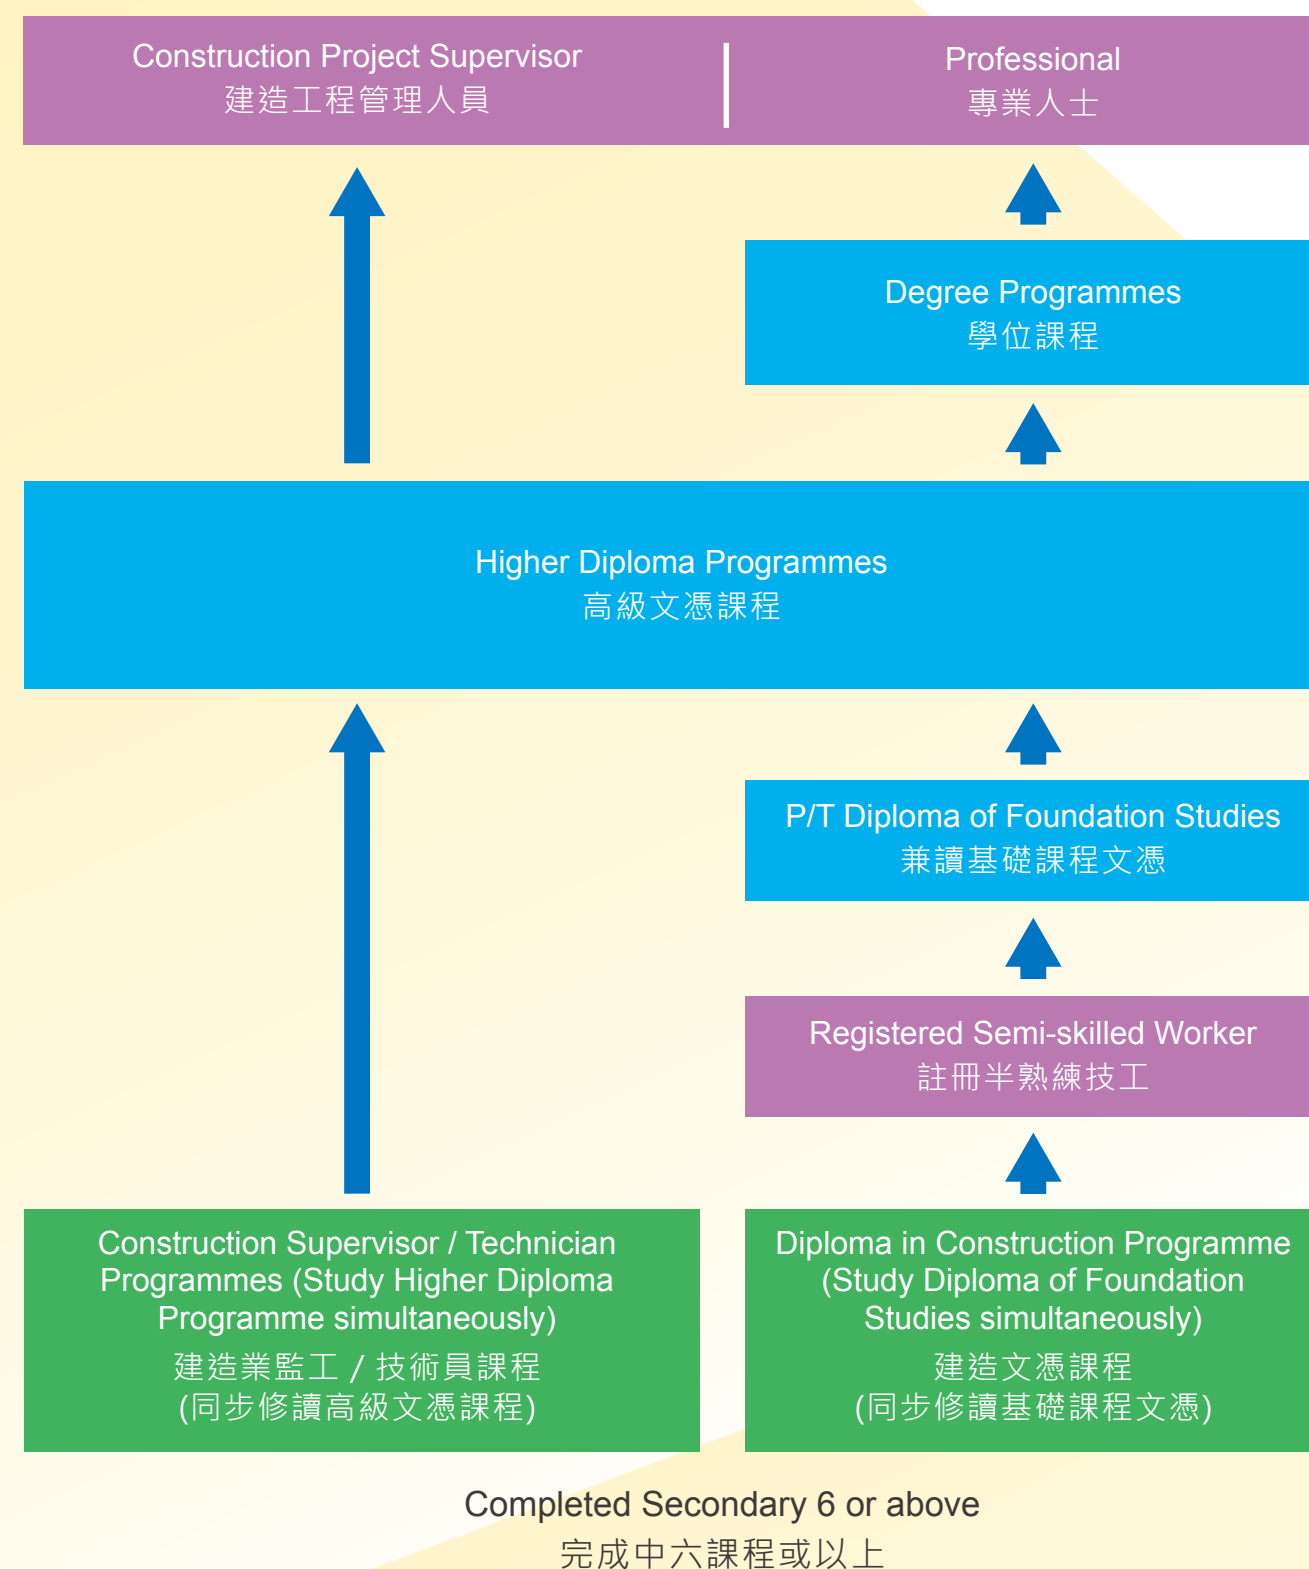 Construction Project Supervisor
建造工程管理人員
Professional
專業人士
Degree Programmes
學位課程
Higher Diploma Programmes
高級文憑課程
P/T Diploma of Foundation Studies
兼讀基礎課程文憑
Registered Semi-skilled Worker
註冊半熟練技工
Construction Supervisor / Technician
Programmes (Study Higher Diploma
Programme simultaneously)
建造業監工 / 技術員課程
(同步修讀高級文憑課程)
Diploma in Construction Programme
(Study Diploma of Foundation
Studies simultaneously)
建造文憑課程
(同步修讀基礎課程文憑)
Completed Secondary 6 or above
完成中六課程或以上